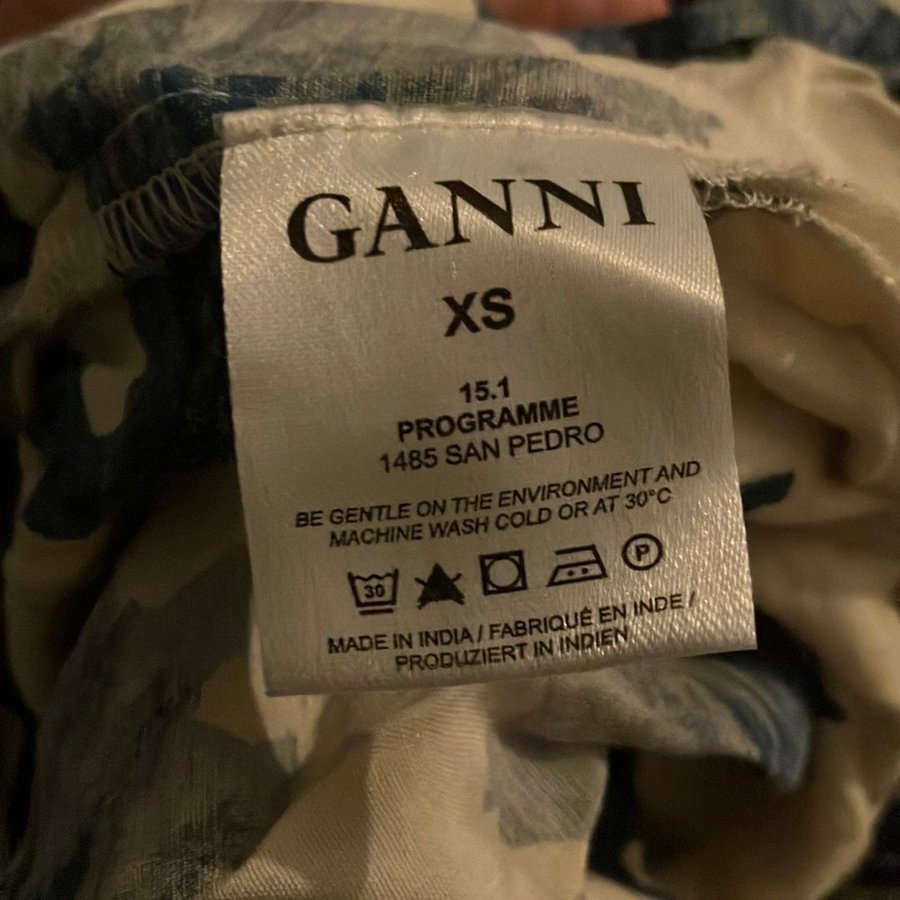 GANNI
XS
15.1
PROGRAMME
1485 SAN PEDRO
BE GENTLE ON THE ENVIRONMENT AND
MACHINE WASH COLD OR AT 30°C
30 P
MADE IN INDIA / FABRIQUÉ EN INDE /
PRODUZIERT IN INDIEN